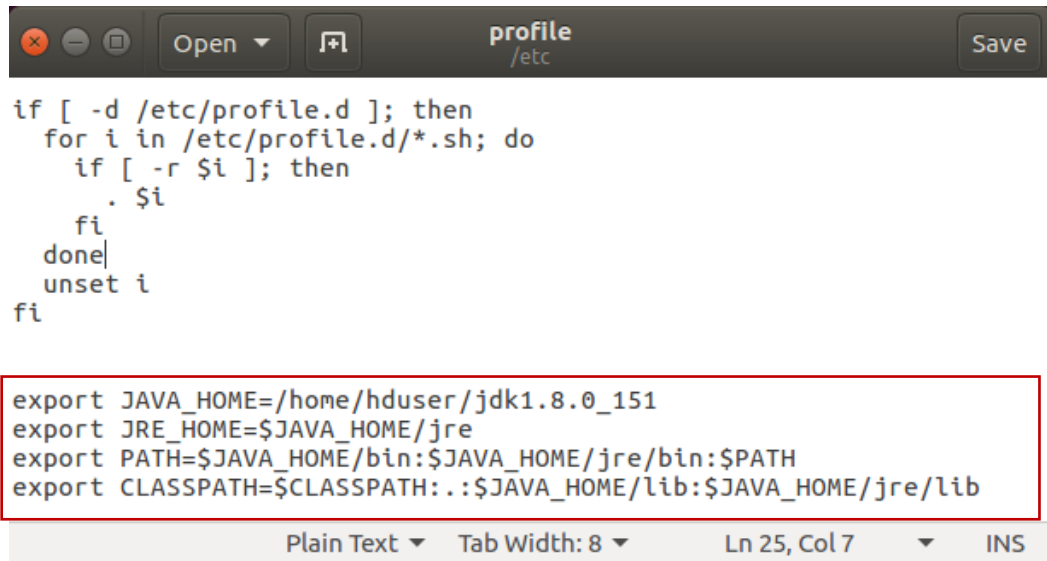 Open
profile
/etc
Save
if [ -d /etc/profile.d ]; then
  for i in /etc/profile.d/*.sh; do
    if [ -r $i ]; then
      . $i
    fi
  done
  unset i
fi
export JAVA_HOME=/home/hduser/jdk1.8.0_151
export JRE_HOME=$JAVA_HOME/jre
export PATH=$JAVA_HOME/bin:$JAVA_HOME/jre/bin:$PATH
export CLASSPATH=$CLASSPATH:.:$JAVA_HOME/lib:$JAVA_HOME/jre/lib
Plain Text Tab Width: 8 Ln 25, Col 7 INS